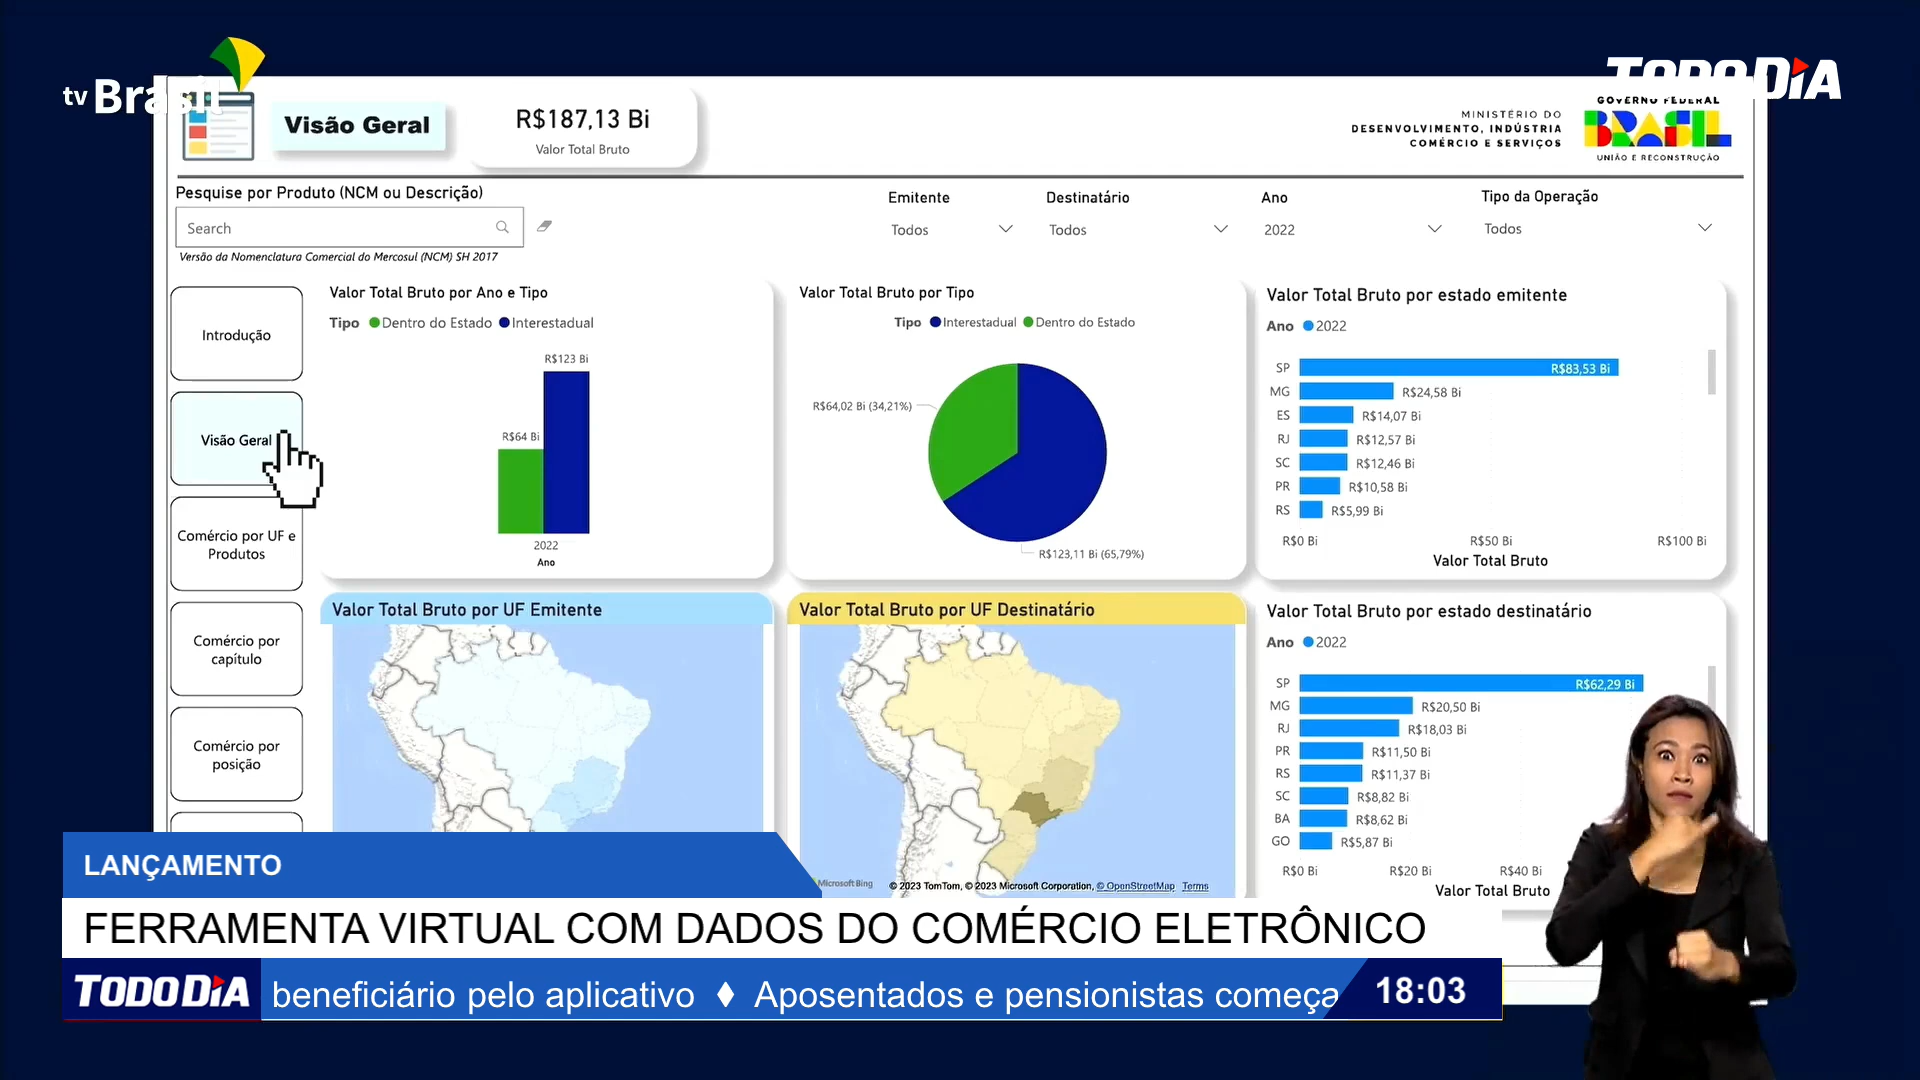 tv Brasil
TODO DIA
Visão Geral
R$187,13 Bi
Valor Total Bruto
MINISTÉRIO DO
DESENVOLVIMENTO, INDÚSTRIA
COMÉRCIO E SERVIÇOS
GOVERNO FEDERAL
BRASIL
UNIÃO E RECONSTRUÇÃO
Pesquise por Produto (NCM ou Descrição)
Search
Versão da Nomenclatura Comercial do Mercosul (NCM) SH 2017
Emitente
Todos
Destinatário
Todos
Ano
2022
Tipo da Operação
Todos
Introdução
Visão Geral
Comércio por UF e
Produtos
Comércio por
capítulo
Comércio por
posição
Valor Total Bruto por Ano e Tipo
Tipo Dentro do Estado Interestadual
R$123 Bi
R$64 Bi
2022
Ano
Valor Total Bruto por Tipo
Tipo Interestadual Dentro do Estado
R$64,02 Bi (34,21%)
R$123,11 Bi (65,79%)
Valor Total Bruto por estado emitente
Ano 2022
SP R$83,53 Bi
MG R$24,58 Bi
ES R$14,07 Bi
RJ R$12,57 Bi
SC R$12,46 Bi
PR R$10,58 Bi
RS R$5,99 Bi
R$0 Bi R$50 Bi R$100 Bi
Valor Total Bruto
Valor Total Bruto por UF Emitente
Valor Total Bruto por UF Destinatário
Microsoft Bing
© 2023 TomTom, © 2023 Microsoft Corporation, © OpenStreetMap Terms
Valor Total Bruto por estado destinatário
Ano 2022
SP R$62,29 Bi
MG R$20,50 Bi
RJ R$18,03 Bi
PR R$11,50 Bi
RS R$11,37 Bi
SC R$8,82 Bi
BA R$8,62 Bi
GO R$5,87 Bi
R$0 Bi R$20 Bi R$40 Bi
Valor Total Bruto
LANÇAMENTO
FERRAMENTA VIRTUAL COM DADOS DO COMÉRCIO ELETRÔNICO
TODO DIA beneficiário pelo aplicativo ♦ Aposentados e pensionistas começa 18:03